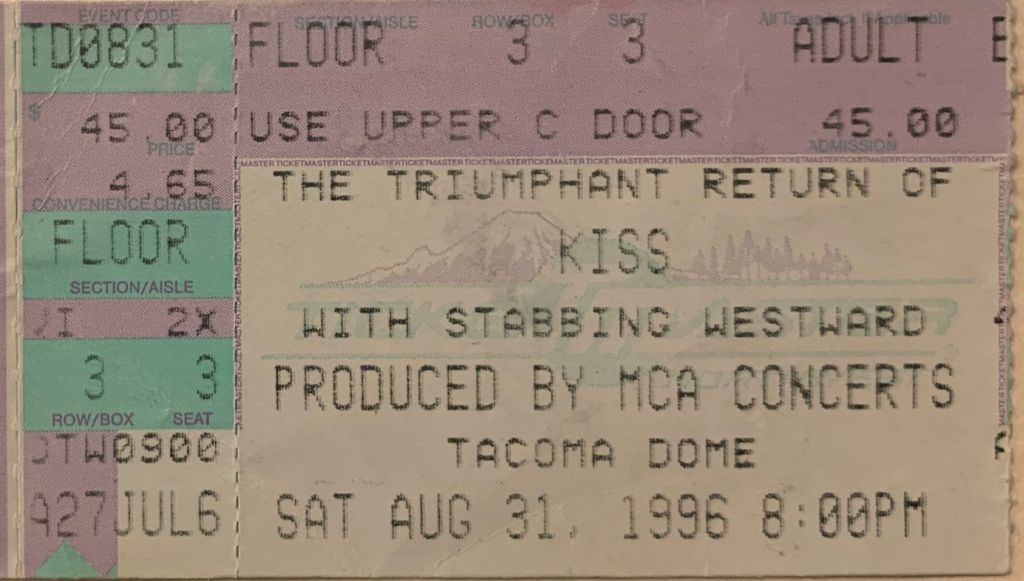 EVENT CODE
TD0831
$ 45.00
PRICE
4.65
CONVENIENCE CHARGE
FLOOR
SECTION/AISLE
2X
3 3
ROW/BOX SEAT
TW0900
A27JUL6
SECTION/AISLE ROW/BOX SEAT All Taxes Incl. If Applicable
FLOOR 3 3 ADULT
USE UPPER C DOOR 45.00
ADMISSION
MASTERTICKETMASTERTICKETMASTERTICKETMASTERTICKETMASTERTICKETMASTERTICKETMASTERTICKETMASTERTICKETMASTER
THE TRIUMPHANT RETURN OF
KISS
TICKETMASTER
WITH STABBING WESTWARD
PRODUCED BY MCA CONCERTS
TACOMA DOME
SAT AUG 31, 1996 8:00PM